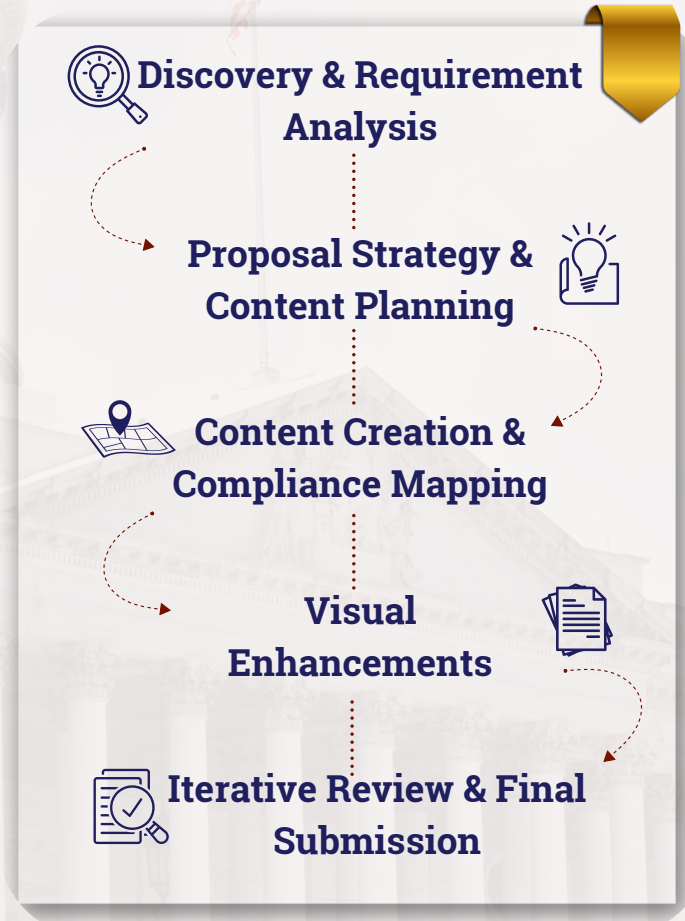 Discovery & Requirement
Analysis
Proposal Strategy &
Content Planning
Content Creation &
Compliance Mapping
Visual
Enhancements
Iterative Review & Final
Submission